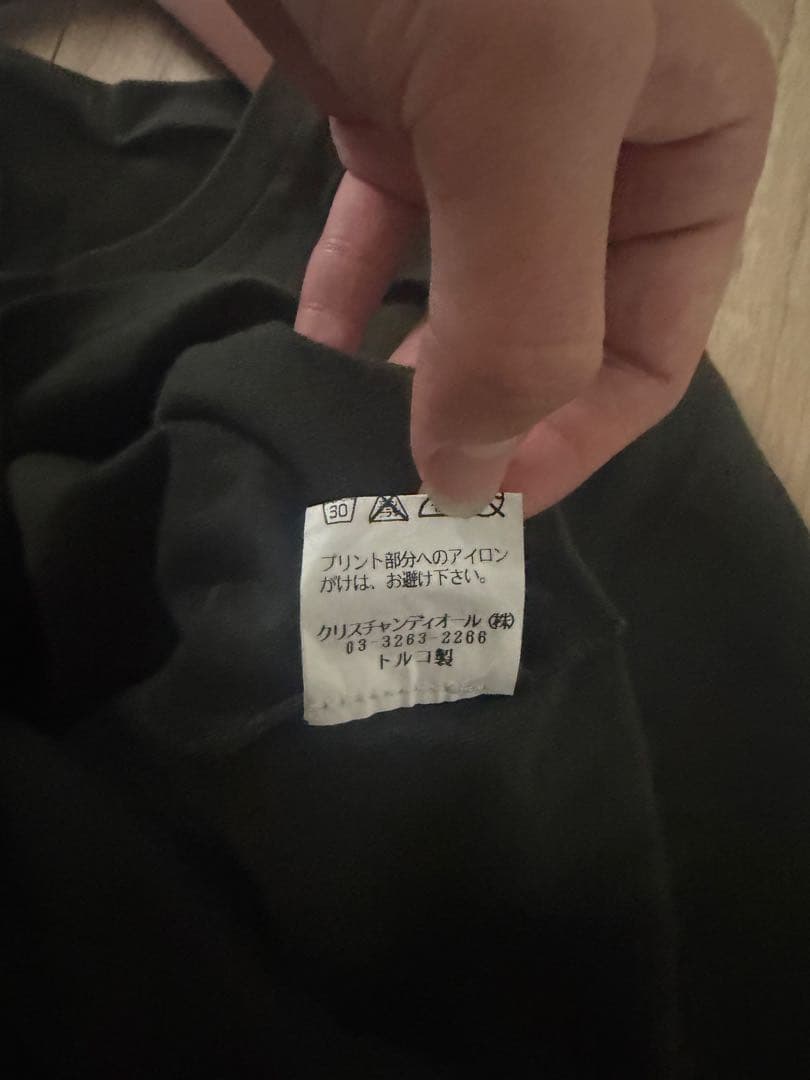 30
プリント部分へのアイロン
がけは、お避け下さい。
クリスチャンディオール㈱
03-3263-2266
トルコ製